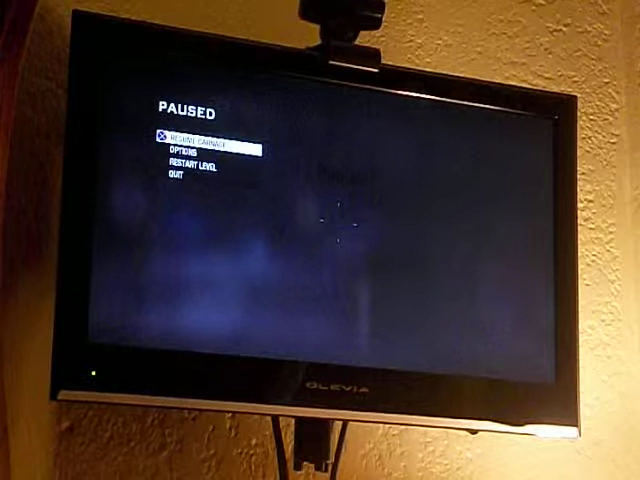 PAUSED
RESUME CARNAGE
OPTIONS
RESTART LEVEL
QUIT
OLEVIA